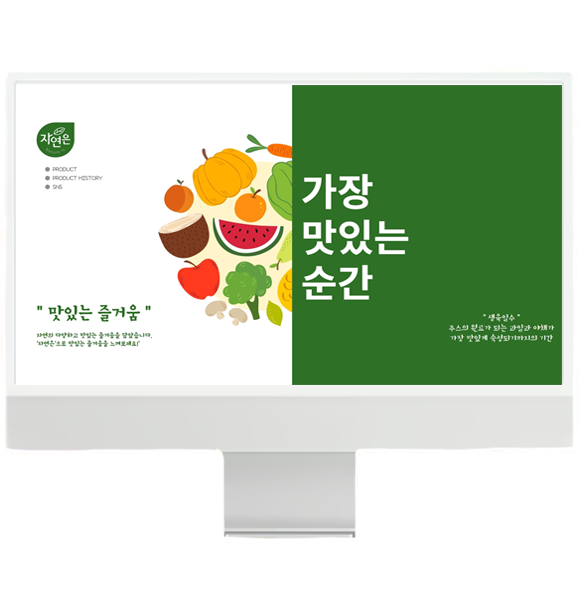 자연은
PRODUCT
PRODUCT HISTORY
SNS
" 맛있는 즐거움 "
자연의 다양하고 맛있는 즐거움을 담았습니다.
'자연은'으로 맛있는 즐거움을 느껴보세요!
가장
맛있는
순간
" 생육일수 "
주스의 원료가 되는 과일과 야채가
가장 맛있게 숙성되기까지의 기간